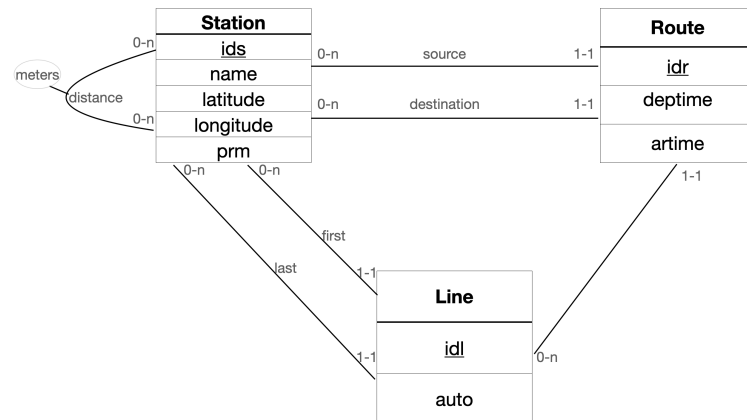 Station
ids
name
latitude
longitude
prm
meters
distance
0-n
0-n
0-n
source
1-1
0-n
destination
1-1
Route
idr
deptime
artime
0-n
0-n
first
last
1-1
1-1
1-1
0-n
Line
idl
auto